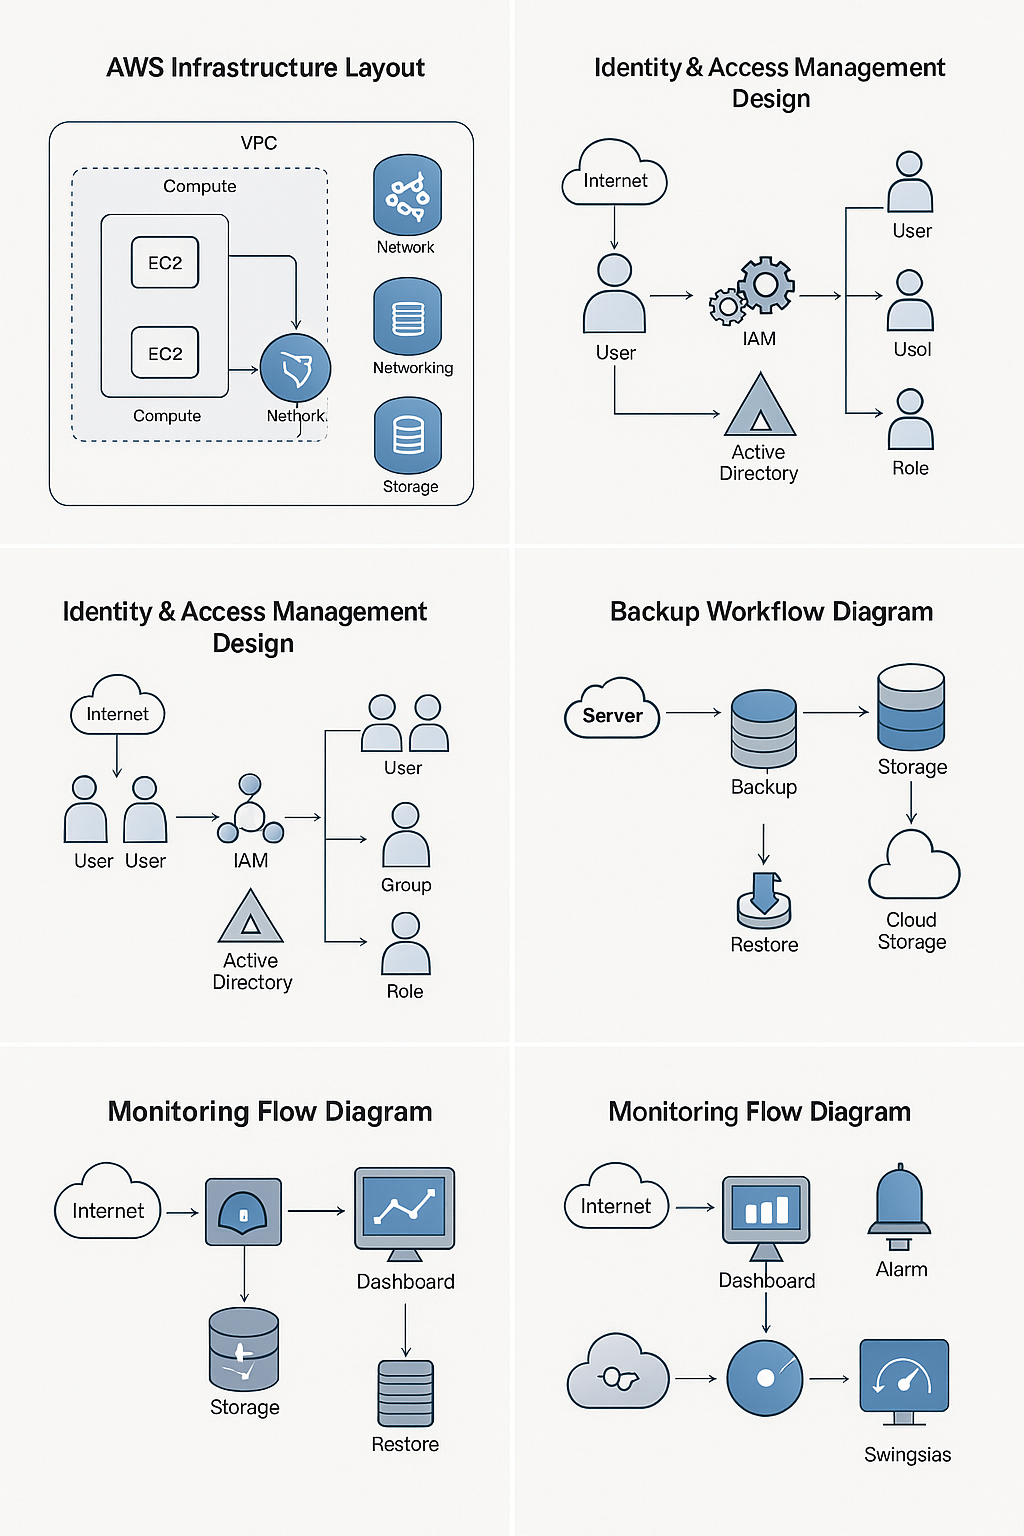 AWS Infrastructure Layout
VPC
Compute
EC2
EC2
Compute
Nethork
Network
Networking
Storage
Identity & Access Management
Design
Internet
User
IAM
Active
Directory
User
Usol
Role
Identity & Access Management
Design
Internet
User User
IAM
Active
Directory
User
Group
Role
Backup Workflow Diagram
Server
Backup
Storage
Restore
Cloud
Storage
Monitoring Flow Diagram
Internet
Dashboard
Storage
Restore
Monitoring Flow Diagram
Internet
Dashboard
Alarm
Swingsias